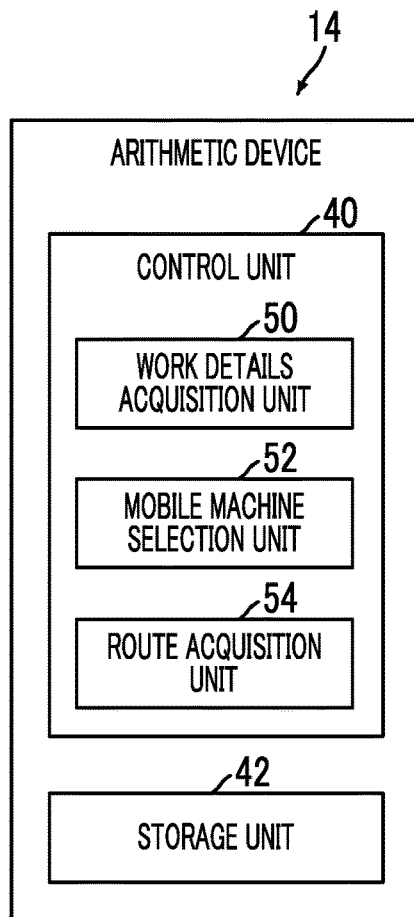 14
ARITHMETIC DEVICE
40
CONTROL UNIT
50
WORK DETAILS
ACQUISITION UNIT
52
MOBILE MACHINE
SELECTION UNIT
54
ROUTE ACQUISITION
UNIT
42
STORAGE UNIT